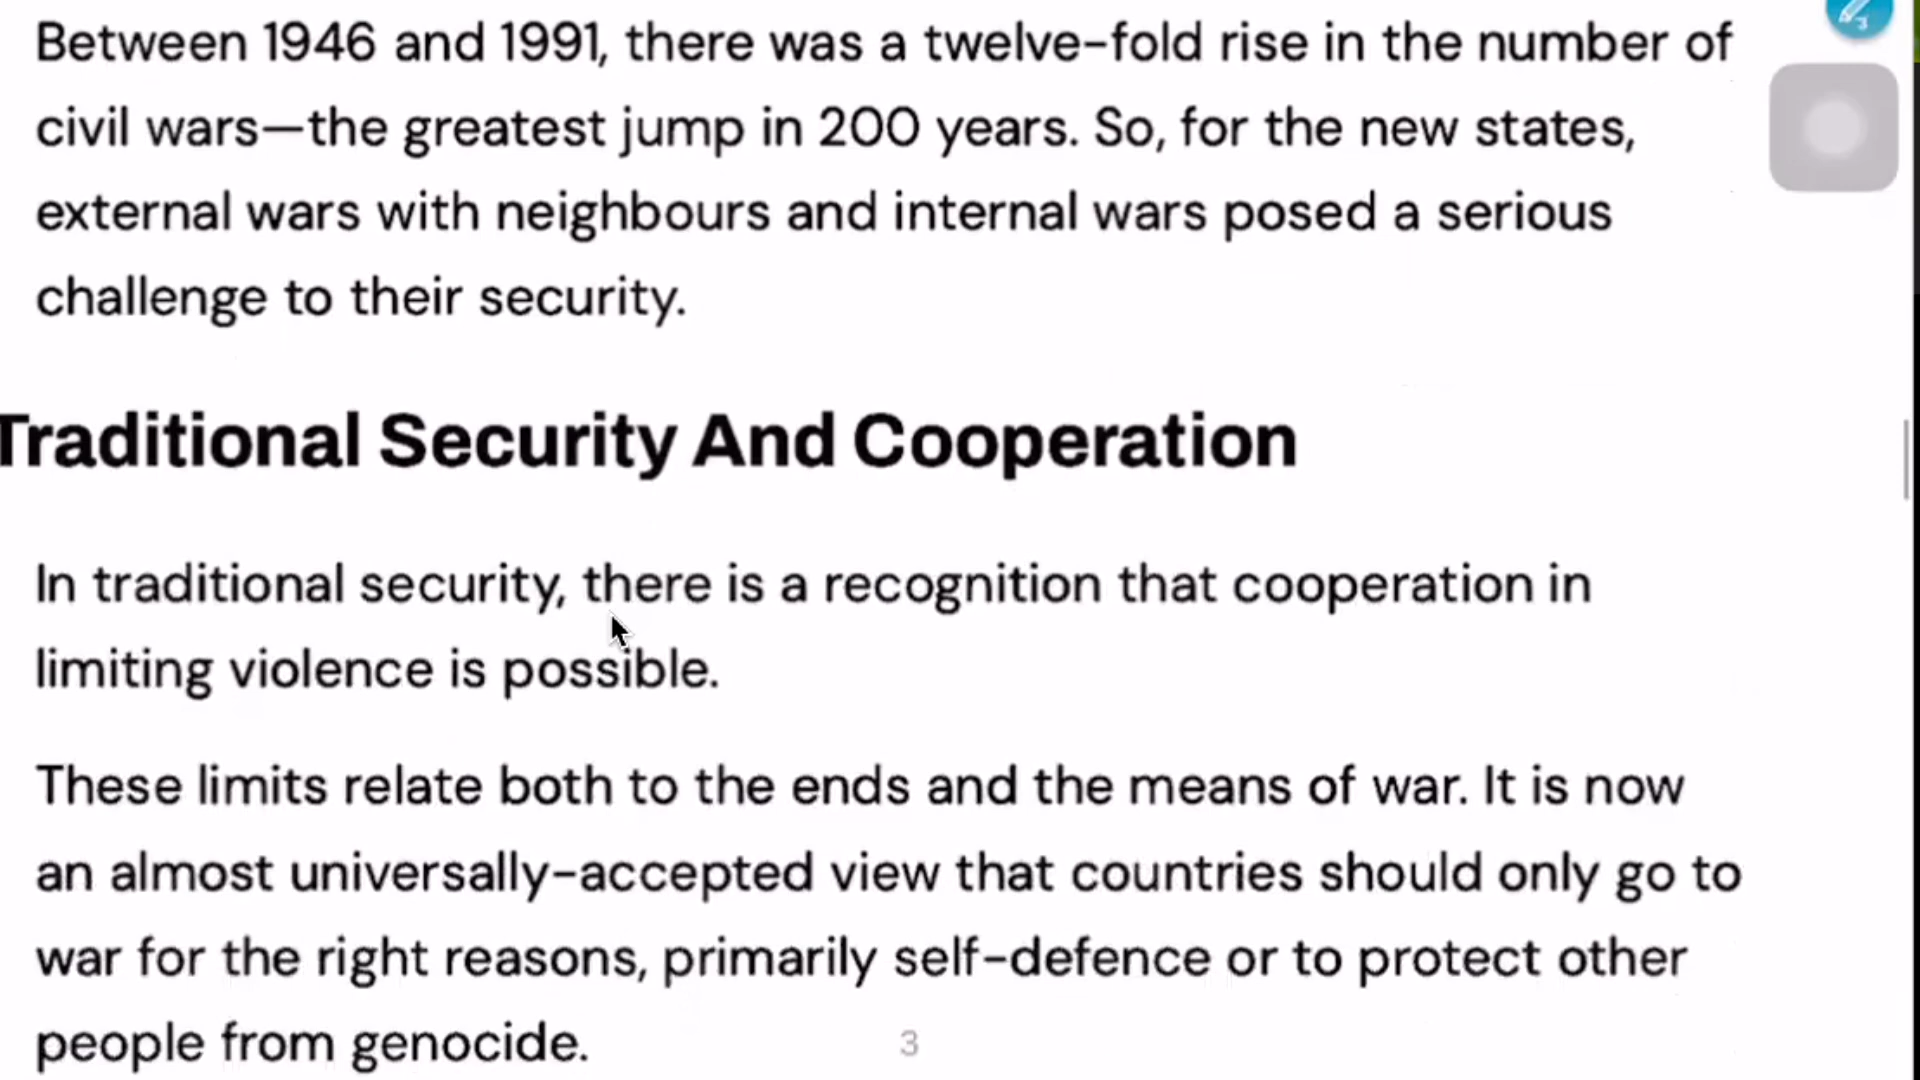 Between 1946 and 1991, there was a twelve-fold rise in the number of
civil wars—the greatest jump in 200 years. So, for the new states,
external wars with neighbours and internal wars posed a serious
challenge to their security.
Traditional Security And Cooperation
In traditional security, there is a recognition that cooperation in
limiting violence is possible.
These limits relate both to the ends and the means of war. It is now
an almost universally-accepted view that countries should only go to
war for the right reasons, primarily self-defence or to protect other
people from genocide.
3